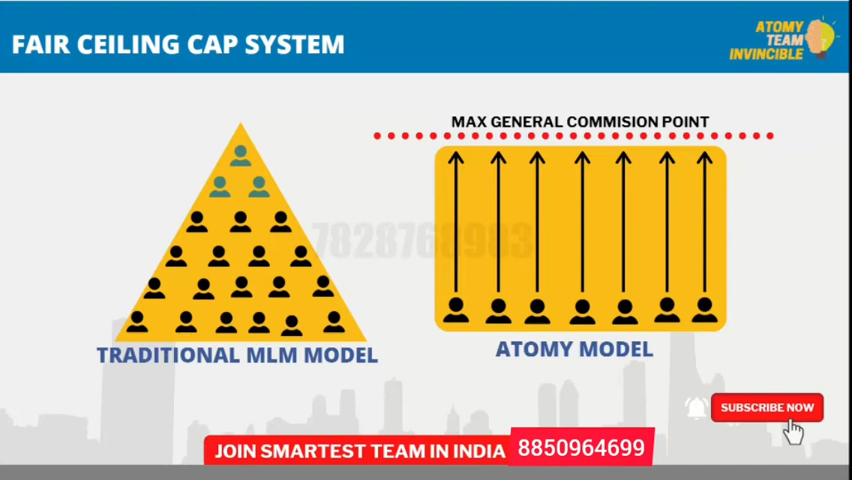 FAIR CEILING CAP SYSTEM
ATOMY
TEAM
INVINCIBLE
MAX GENERAL COMMISION POINT
7828768983
TRADITIONAL MLM MODEL
ATOMY MODEL
SUBSCRIBE NOW
JOIN SMARTEST TEAM IN INDIA 8850964699